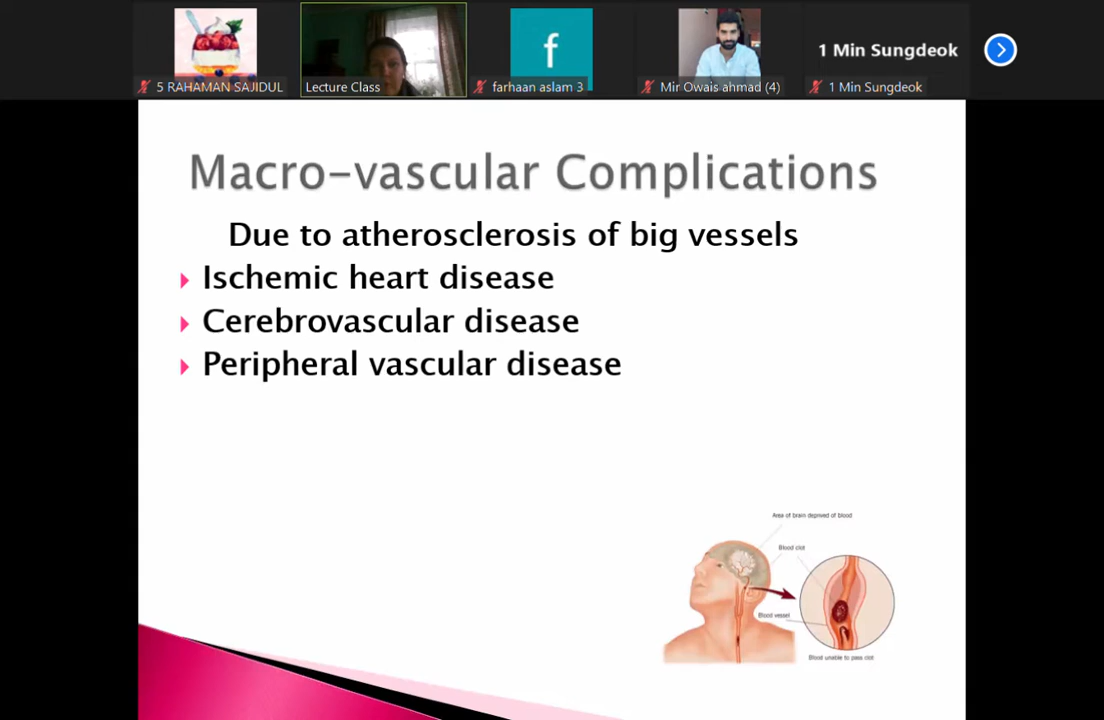 5 RAHAMAN SAJIDUL
Lecture Class
f
farhaan aslam 3
Mir Owais ahmad (4)
1 Min Sungdeok
1 Min Sungdeok
Macro-vascular Complications
Due to atherosclerosis of big vessels
Ischemic heart disease
Cerebrovascular disease
Peripheral vascular disease
Area of brain deprived of blood
Blood clot
Blood vessel
Blood unable to pass clot